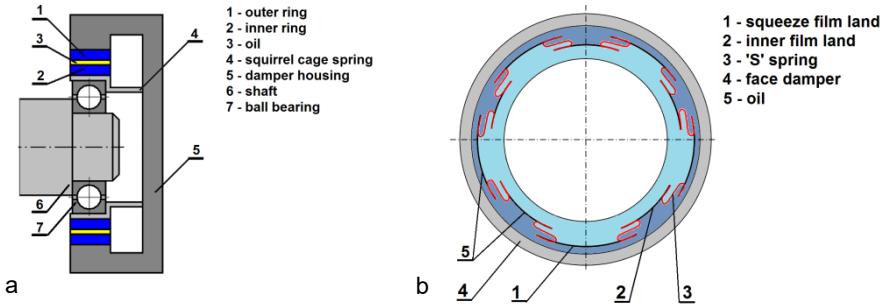 1
3
2
4
5
6
7
1 - outer ring
2 - inner ring
3 - oil
4 - squirrel cage spring
5 - damper housing
6 - shaft
7 - ball bearing
a
1 - squeeze film land
2 - inner film land
3 - 'S' spring
4 - face damper
5 - oil
5
4
1
2
3
b